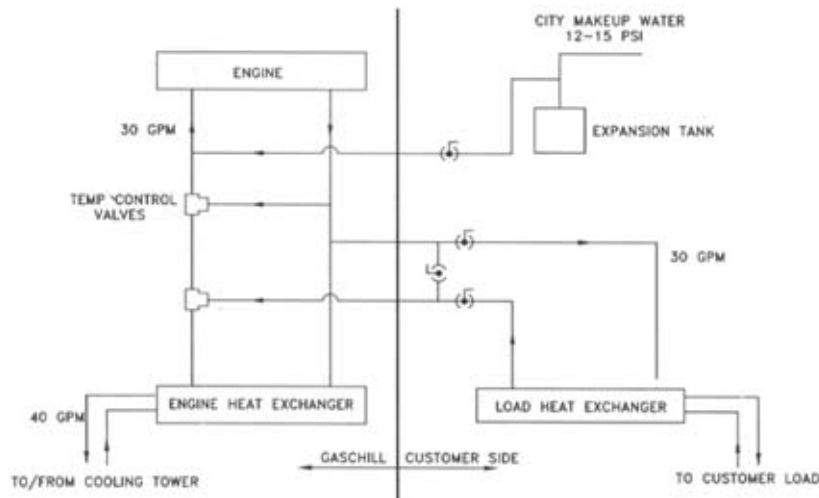 CITY MAKEUP WATER
12-15 PSI
ENGINE
30 GPM
EXPANSION TANK
TEMP CONTROL
VALVES
30 GPM
ENGINE HEAT EXCHANGER
LOAD HEAT EXCHANGER
40 GPM
GASCHILL
CUSTOMER SIDE
TO/FROM COOLING TOWER
TO CUSTOMER LOAD